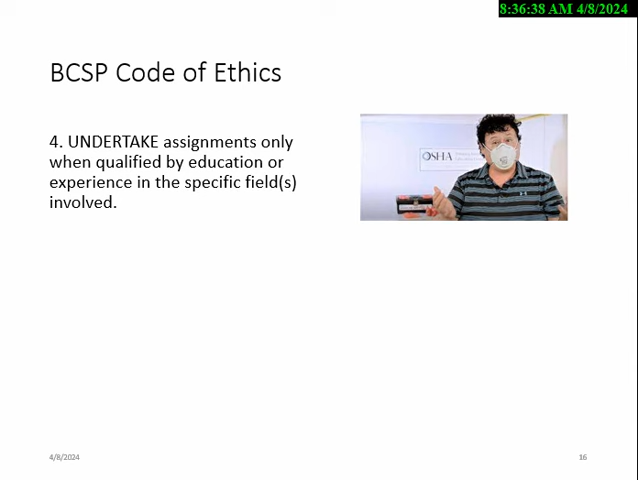 8:36:38 AM 4/8/2024
BCSP Code of Ethics
4. UNDERTAKE assignments only
when qualified by education or
experience in the specific field(s)
involved.
OSHA
4/8/2024
16